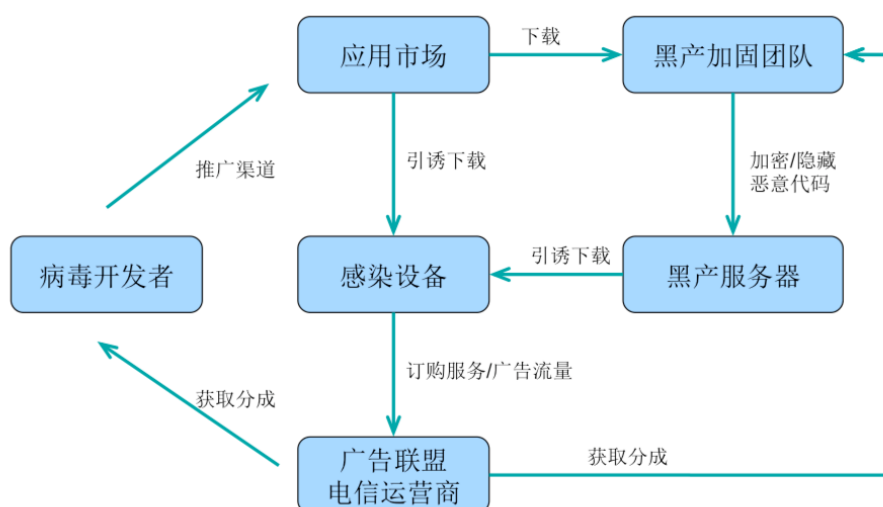 应用市场
下载
黑产加固团队
推广渠道
引诱下载
加密/隐藏
恶意代码
病毒开发者
感染设备
引诱下载
黑产服务器
订购服务/广告流量
获取分成
广告联盟
电信运营商
获取分成